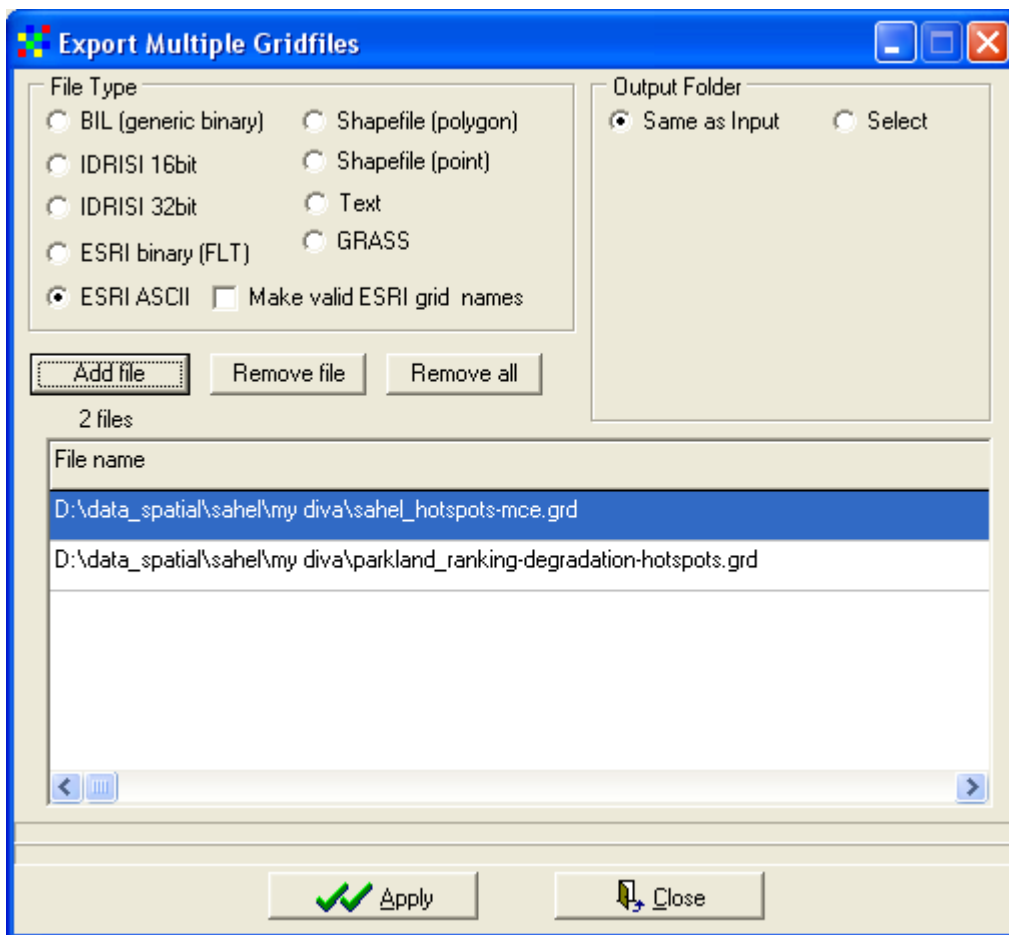 Export Multiple Gridfiles
File Type
BIL (generic binary)
Shapefile (polygon)
IDRISI 16bit
Shapefile (point)
IDRISI 32bit
Text
ESRI binary (FLT)
GRASS
ESRI ASCII
Make valid ESRI grid names
Output Folder
Same as Input
Select
Add file
Remove file
Remove all
2 files
File name
D:\data_spatial\sahel\my diva\sahel_hotspots-mce.grd
D:\data_spatial\sahel\my diva\parkland_ranking-degradation-hotspots.grd
Apply
Close